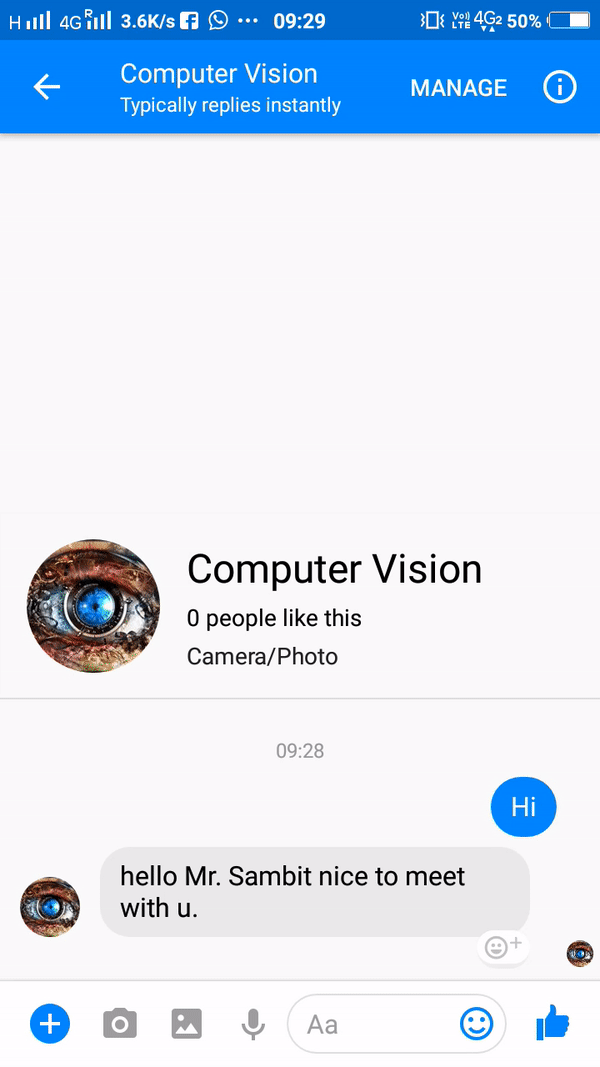 H 4G R 3.6K/s 09:29 Vo) LTE 4G2 50%
Computer Vision
Typically replies instantly
MANAGE
Computer Vision
0 people like this
Camera/Photo
09:28
Hi
hello Mr. Sambit nice to meet
with u.
Aa